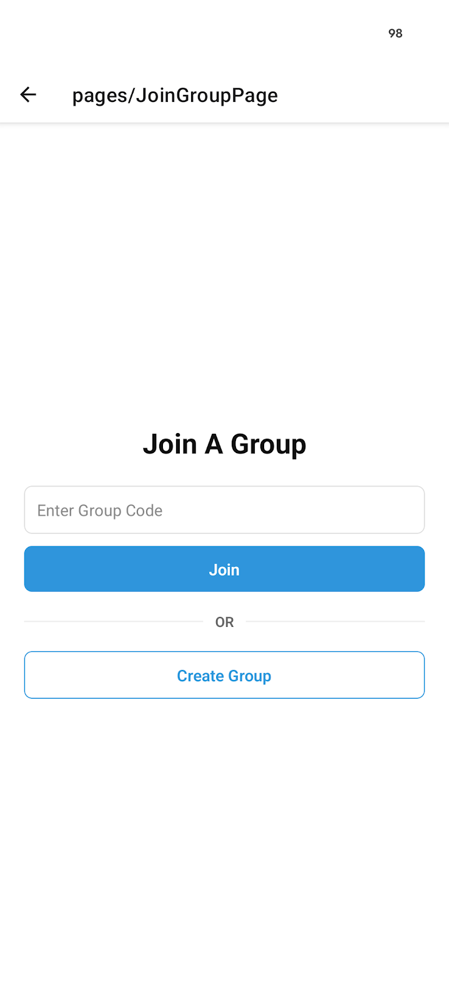 98
pages/JoinGroupPage
Join A Group
Enter Group Code
Join
OR
Create Group